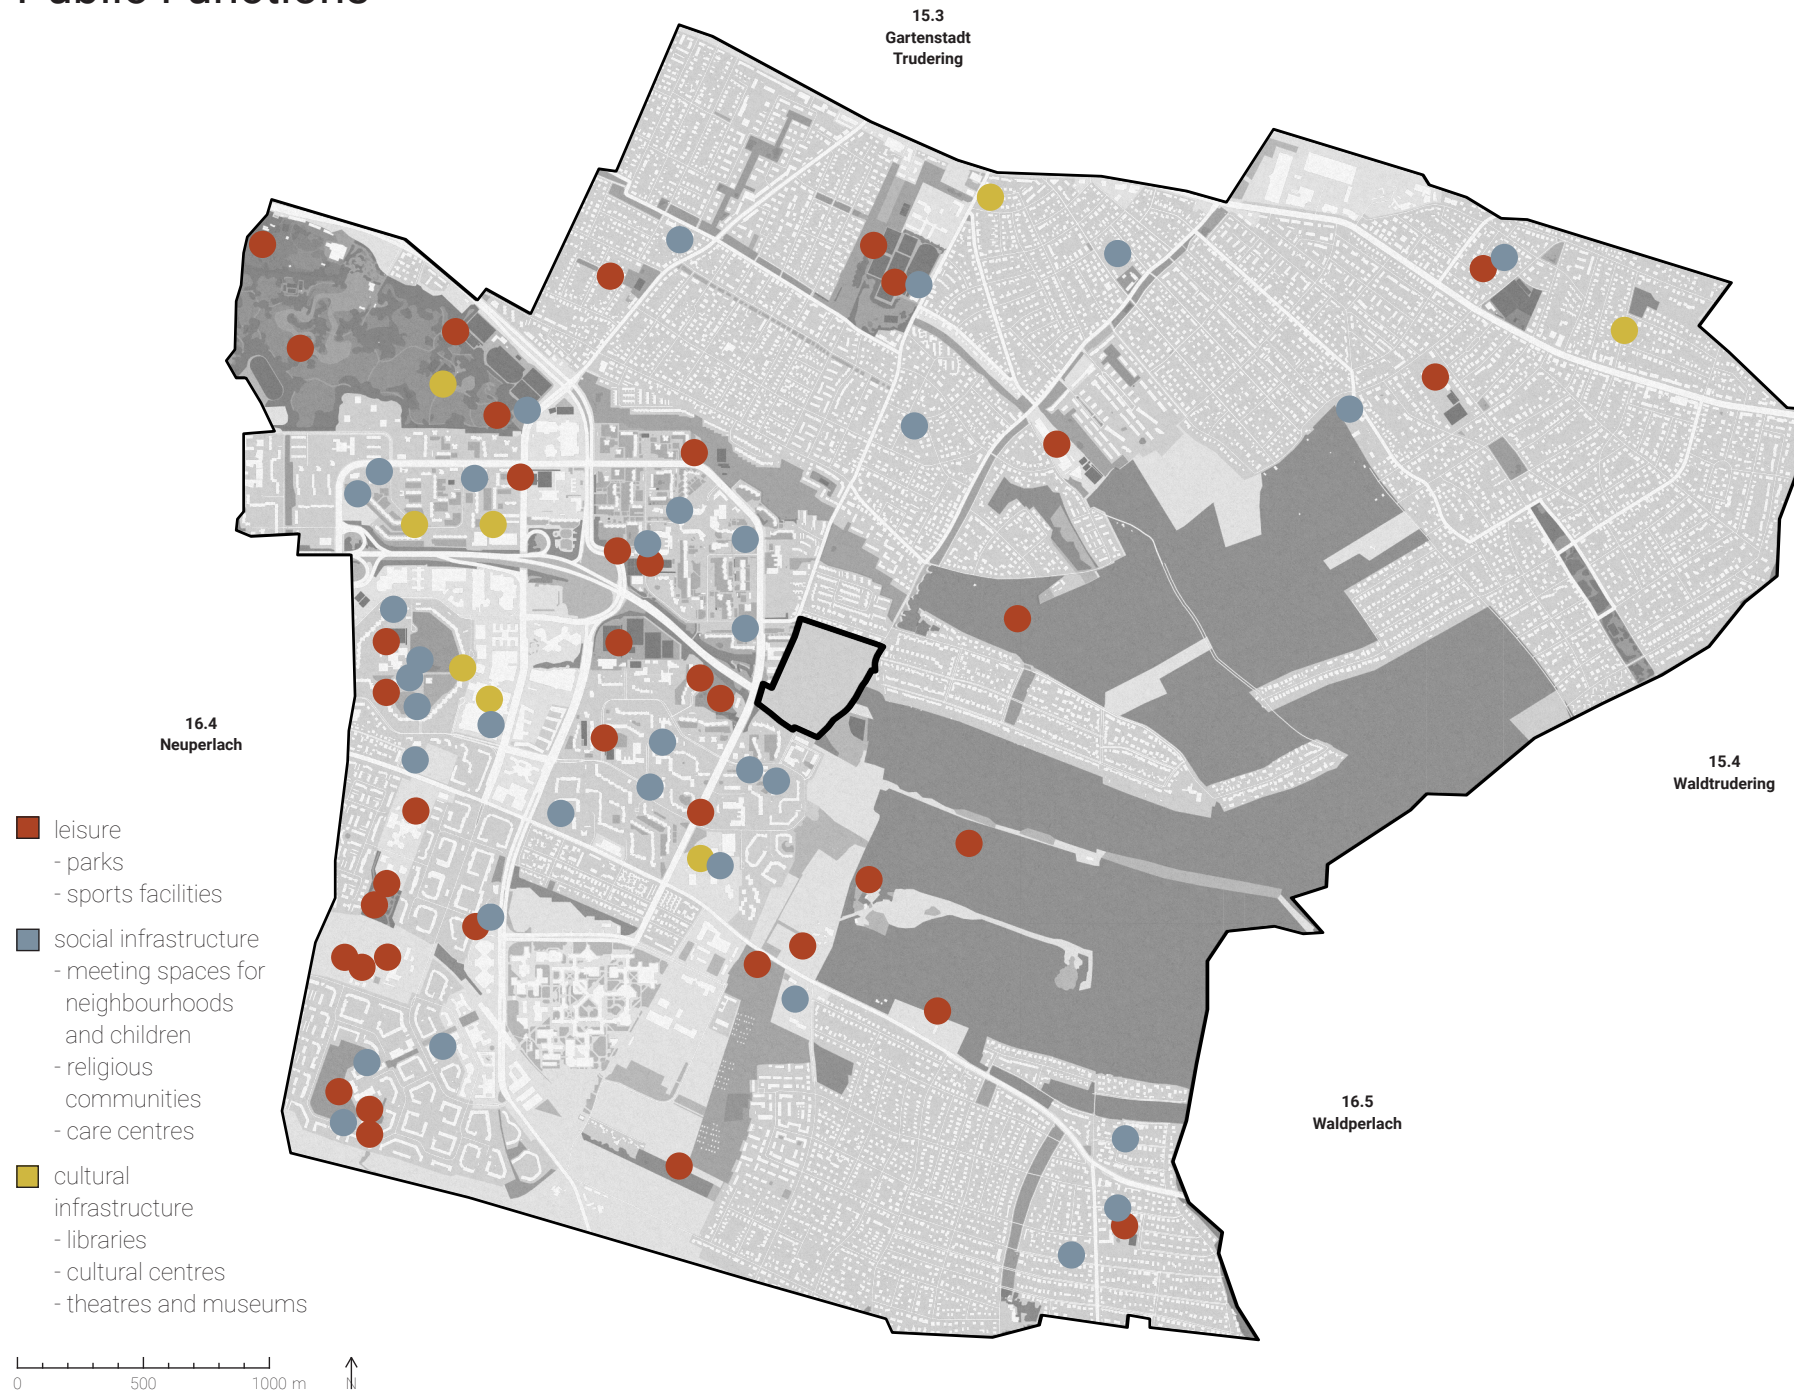 Public Functions
15.3
Gartenstadt
Trudering
16.4
Neuperlach
15.4
Waldtrudering
16.5
Waldperlach
leisure
- parks
- sports facilities
social infrastructure
- meeting spaces for
neighbourhoods
and children
- religious
communities
- care centres
cultural
infrastructure
- libraries
- cultural centres
- theatres and museums
0 500 1000 m N